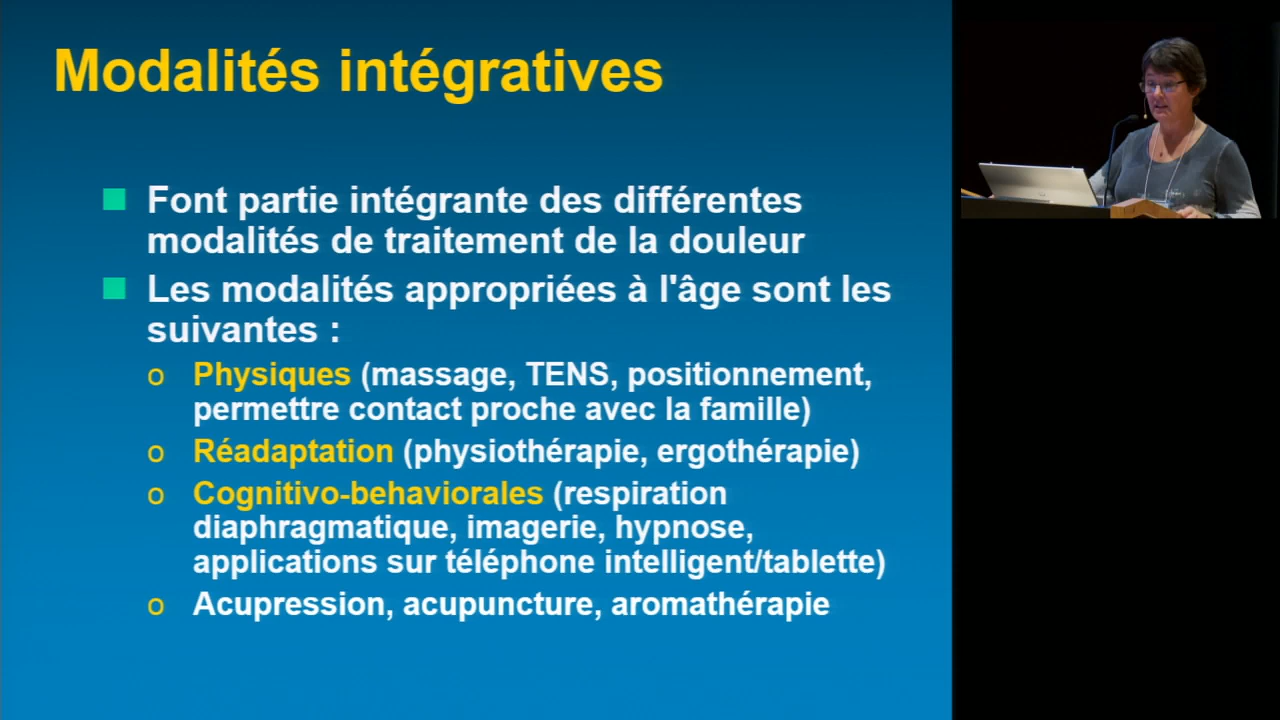 Modalités intégratives
Font partie intégrante des différentes
modalités de traitement de la douleur
Les modalités appropriées à l'âge sont les
suivantes :
o Physiques (massage, TENS, positionnement,
permettre contact proche avec la famille)
o Réadaptation (physiothérapie, ergothérapie)
o Cognitivo-behaviorales (respiration
diaphragmatique, imagerie, hypnose,
applications sur téléphone intelligent/tablette)
o Acupression, acupuncture, aromathérapie